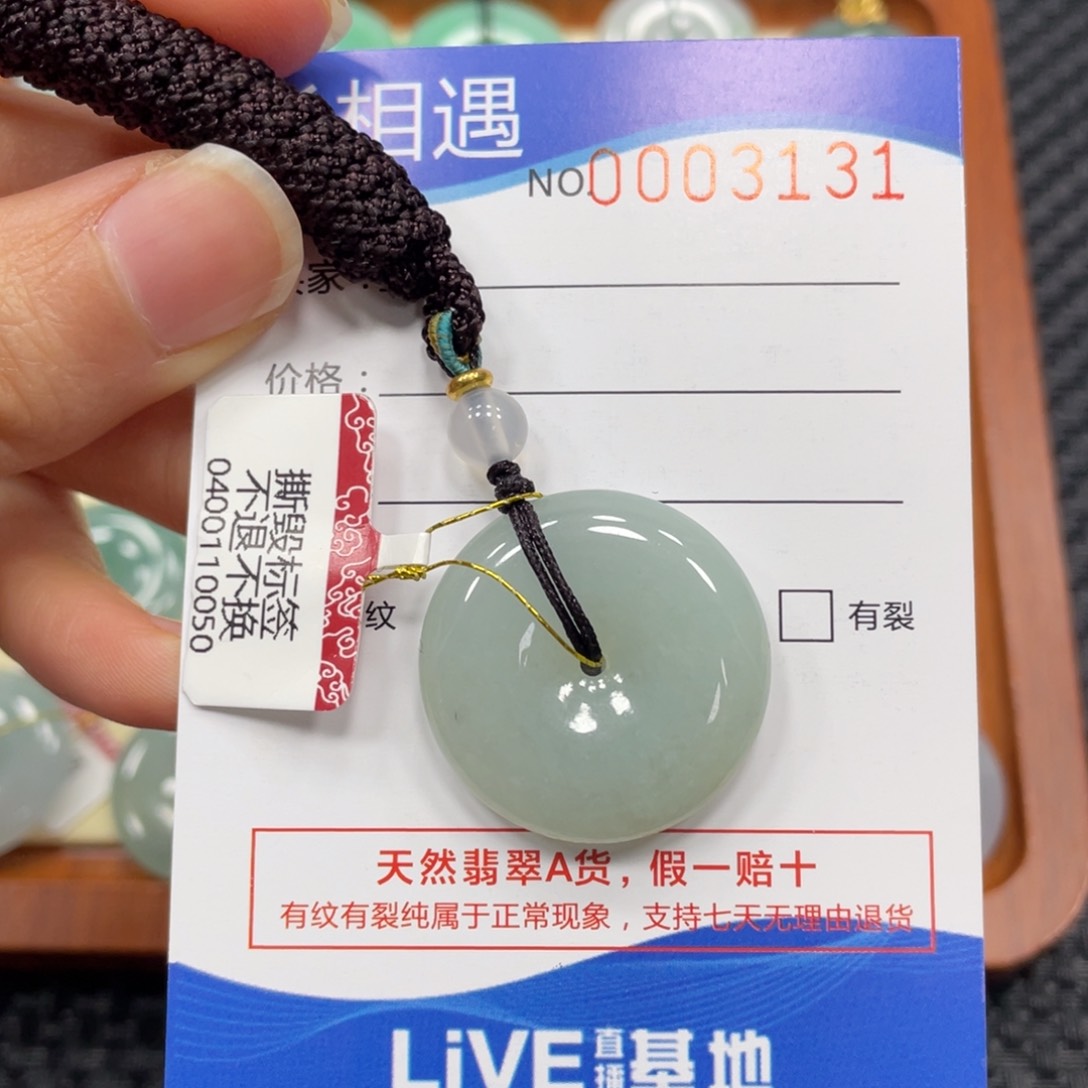 相遇
NO.0003131
家：
价格：
撕毁标签
不退不换
0400110050
纹
有裂
天然翡翠A货，假一赔十
有纹有裂纯属于正常现象，支持七天无理由退货
LiVE直播基地